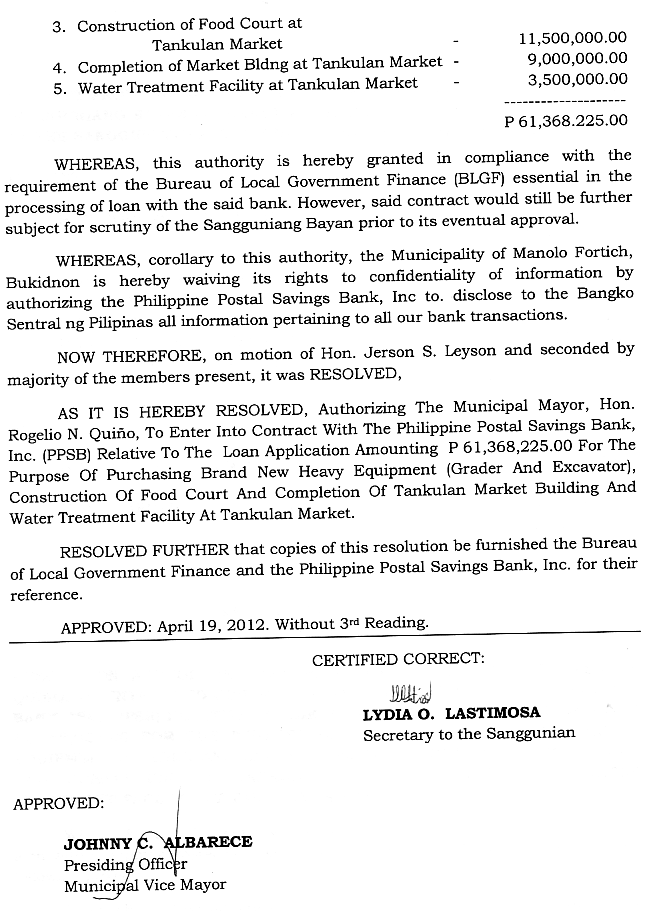 3. Construction of Food Court at
Tankulan Market - 11,500,000.00
4. Completion of Market Bldng at Tankulan Market - 9,000,000.00
5. Water Treatment Facility at Tankulan Market - 3,500,000.00
--------------------
P 61,368.225.00
WHEREAS, this authority is hereby granted in compliance with the
requirement of the Bureau of Local Government Finance (BLGF) essential in the
processing of loan with the said bank. However, said contract would still be further
subject for scrutiny of the Sangguniang Bayan prior to its eventual approval.
WHEREAS, corollary to this authority, the Municipality of Manolo Fortich,
Bukidnon is hereby waiving its rights to confidentiality of information by
authorizing the Philippine Postal Savings Bank, Inc to. disclose to the Bangko
Sentral ng Pilipinas all information pertaining to all our bank transactions.
NOW THEREFORE, on motion of Hon. Jerson S. Leyson and seconded by
majority of the members present, it was RESOLVED,
AS IT IS HEREBY RESOLVED, Authorizing The Municipal Mayor, Hon.
Rogelio N. Quiño, To Enter Into Contract With The Philippine Postal Savings Bank,
Inc. (PPSB) Relative To The Loan Application Amounting P 61,368,225.00 For The
Purpose Of Purchasing Brand New Heavy Equipment (Grader And Excavator),
Construction Of Food Court And Completion Of Tankulan Market Building And
Water Treatment Facility At Tankulan Market.
RESOLVED FURTHER that copies of this resolution be furnished the Bureau
of Local Government Finance and the Philippine Postal Savings Bank, Inc. for their
reference.
APPROVED: April 19, 2012. Without 3rd Reading.
CERTIFIED CORRECT:
LYDIA O. LASTIMOSA
Secretary to the Sanggunian
APPROVED:
JOHNNY C. ALBARECE
Presiding Officer
Municipal Vice Mayor